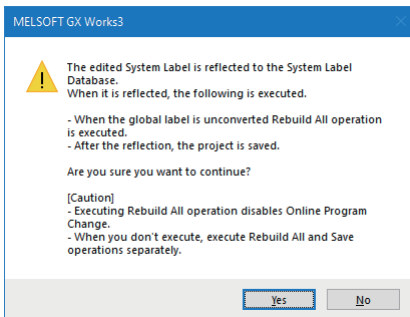 MELSOFT GX Works3
The edited System Label is reflected to the System Label
Database.
When it is reflected, the following is executed.
- When the global label is unconverted Rebuild All operation
is executed.
- After the reflection, the project is saved.
Are you sure you want to continue?
[Caution]
- Executing Rebuild All operation disables Online Program
Change.
- When you don't execute, execute Rebuild All and Save
operations separately.
Yes
No